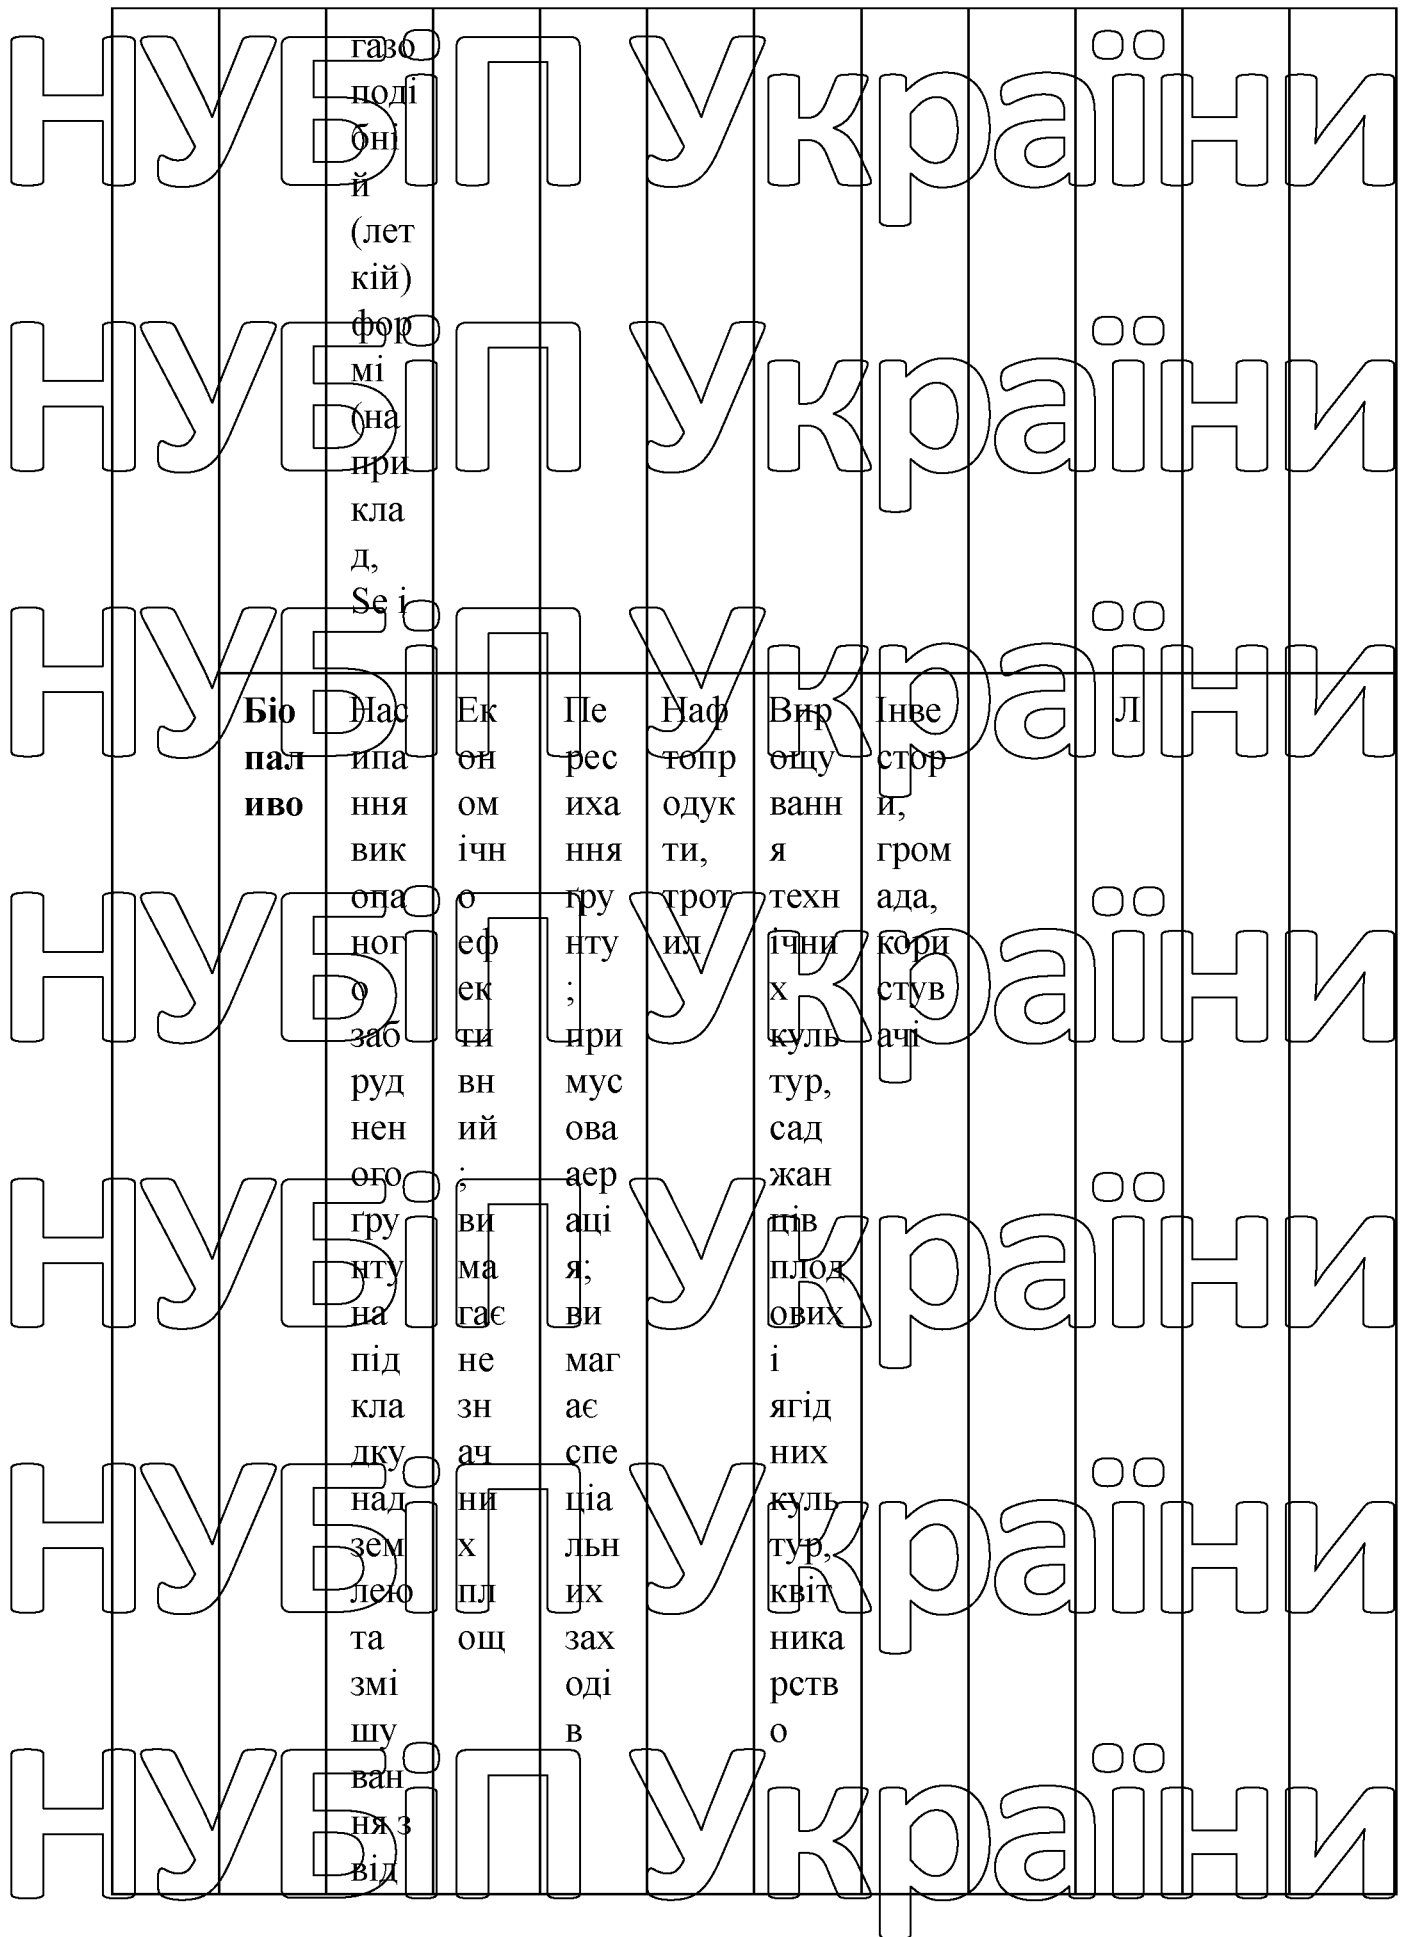 НУБіП України
НУБіП України
НУБіП України
НУБіП України
НУБіП України
НУБіП України
НУБіП України
газо
поді
бні
й
(лет
кій)
фор
мі
(на
при
кла
д,
Se і
Біо
пал
иво
Нас
ипа
ння
вик
опа
ног
о
заб
руд
нен
ого
ґру
нту
на
під
кла
дку
над
зем
лею
та
змі
шу
ван
ня з
від
Ек
он
ом
ічн
о
еф
ек
ти
вн
ий
;
ви
ма
гає
не
зн
ач
ни
х
пл
ощ
Пе
рес
иха
ння
ґру
нту
;
при
мус
ова
аер
аці
я;
ви
маг
ає
спе
ціа
льн
их
зах
оді
в
Наф
топр
одук
ти,
трот
ил
Вир
ощу
ванн
я
техн
ічни
х
куль
тур,
сад
жан
ців
плод
ових
і
ягід
них
куль
тур,
квіт
ника
рств
о
Інве
стор
и,
гром
ада,
кори
стув
ачі
Л